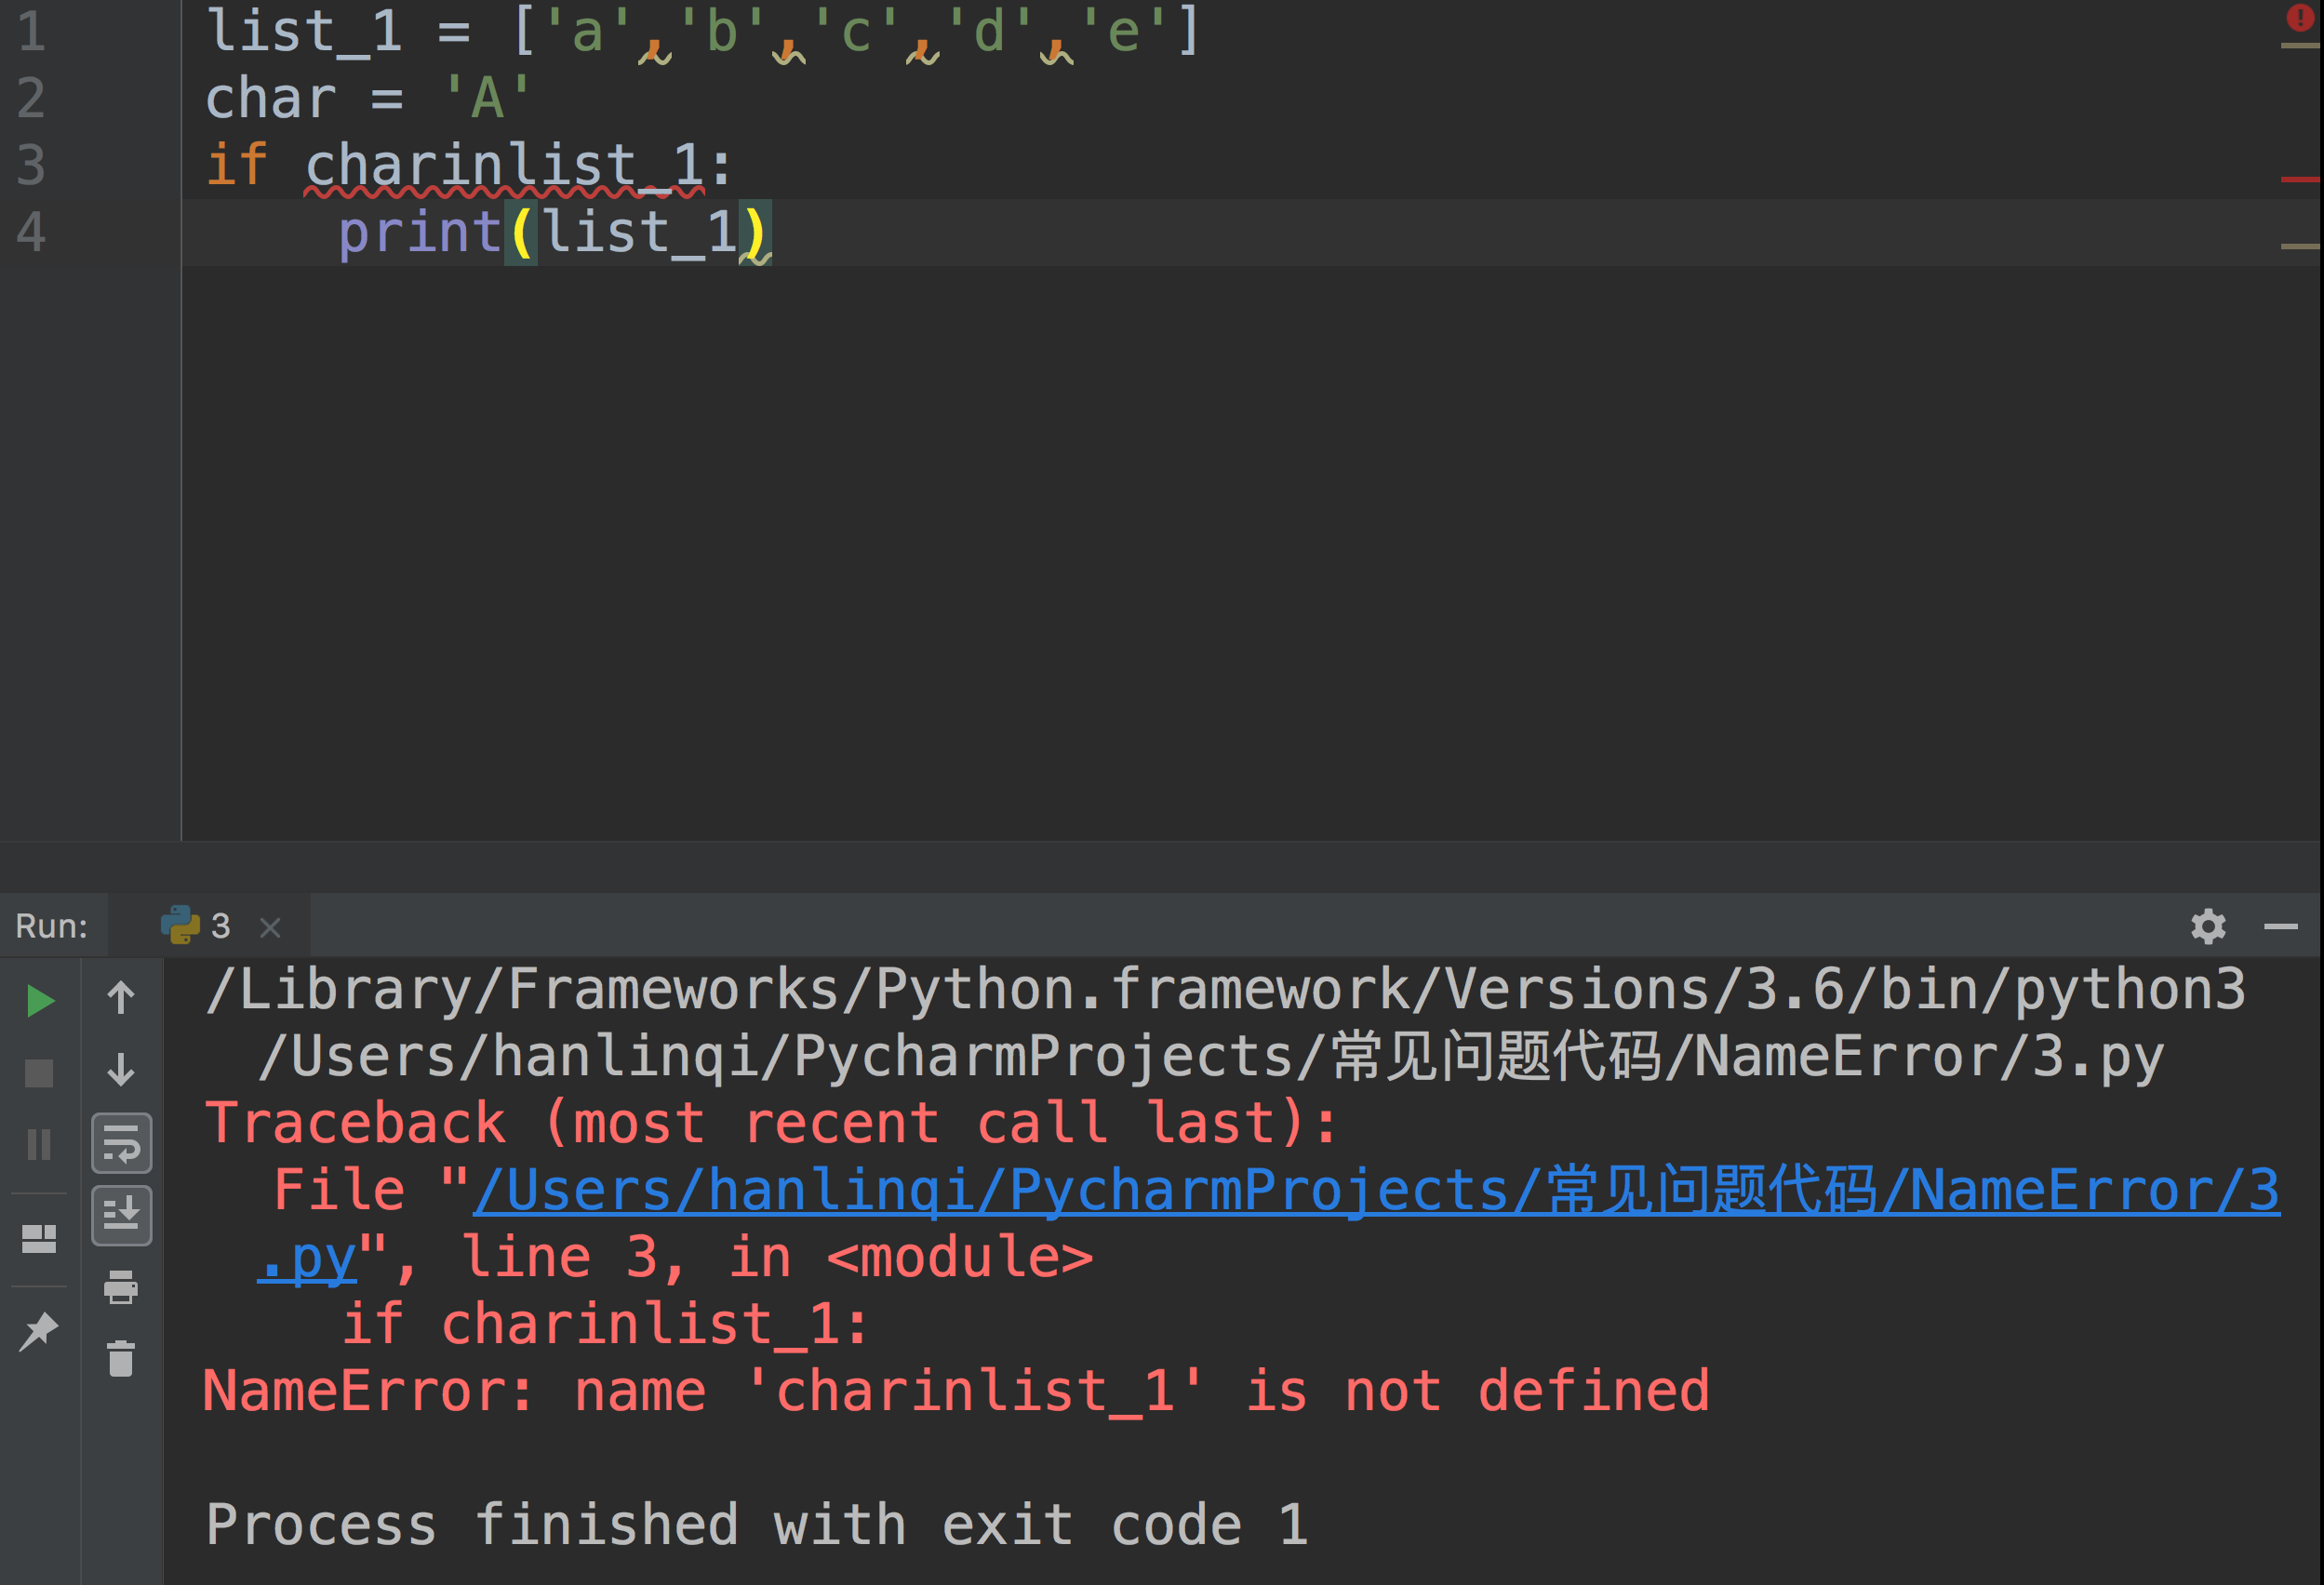 1 list_1 = ['a','b','c','d','e']
2 char = 'A'
3 if charinlist_1:
4     print(list_1)
Run: 3
/Library/Frameworks/Python.framework/Versions/3.6/bin/python3
/Users/hanlinqi/PycharmProjects/常见问题代码/NameError/3.py
Traceback (most recent call last):
  File "/Users/hanlinqi/PycharmProjects/常见问题代码/NameError/3
.py", line 3, in <module>
    if charinlist_1:
NameError: name 'charinlist_1' is not defined
Process finished with exit code 1